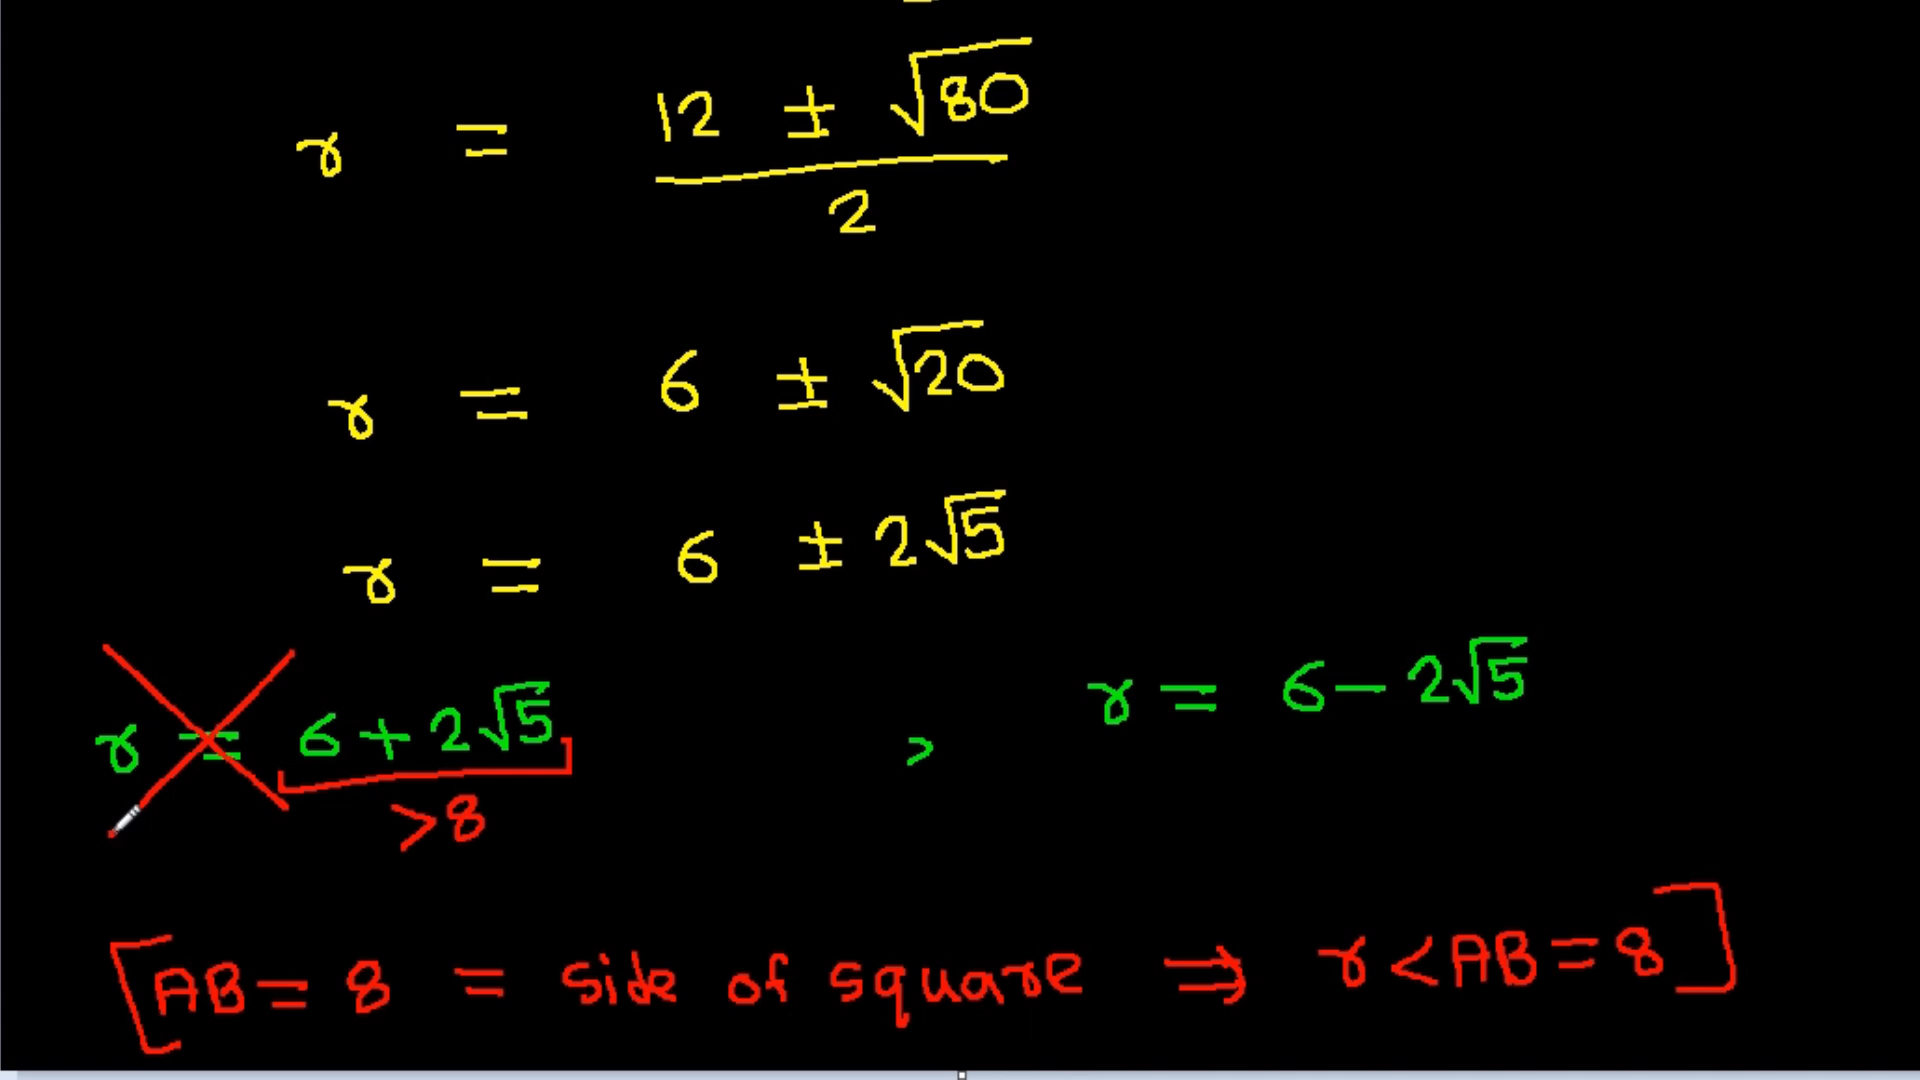 r = 12 ± √80 / 2
r = 6 ± √20
r = 6 ± 2√5
r = 6 + 2√5 , r = 6 - 2√5
>8
[AB = 8 = side of square ⇒ r < AB = 8]